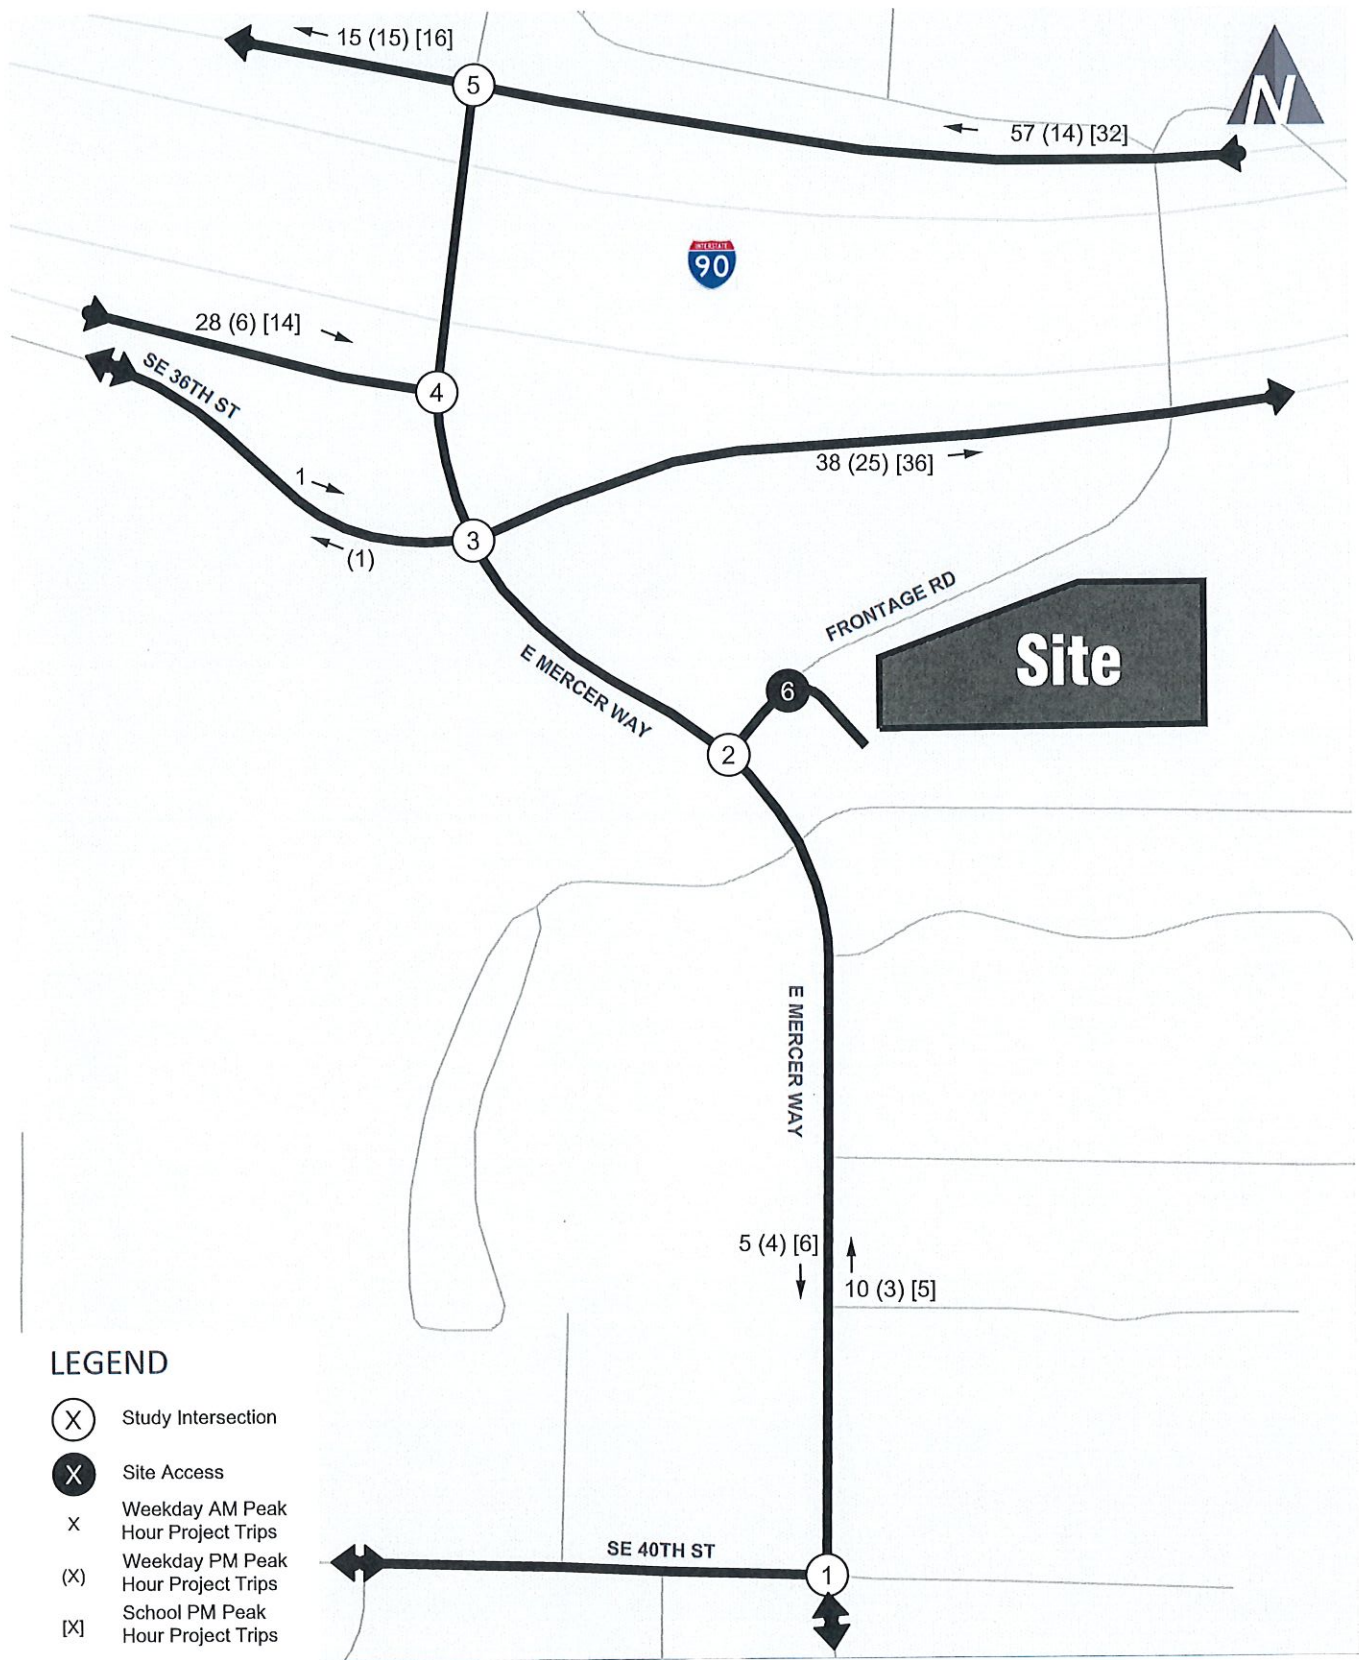 15 (15) [16]
5
57 (14) [32]
N
INTERSTATE
90
28 (6) [14]
SE 36TH ST
4
38 (25) [36]
1
3
(1)
FRONTAGE RD
Site
E MERCER WAY
6
2
E MERCER WAY
5 (4) [6]
10 (3) [5]
LEGEND
X Study Intersection
X Site Access
X Weekday AM Peak
Hour Project Trips
(X) Weekday PM Peak
Hour Project Trips
[X] School PM Peak
Hour Project Trips
SE 40TH ST
1